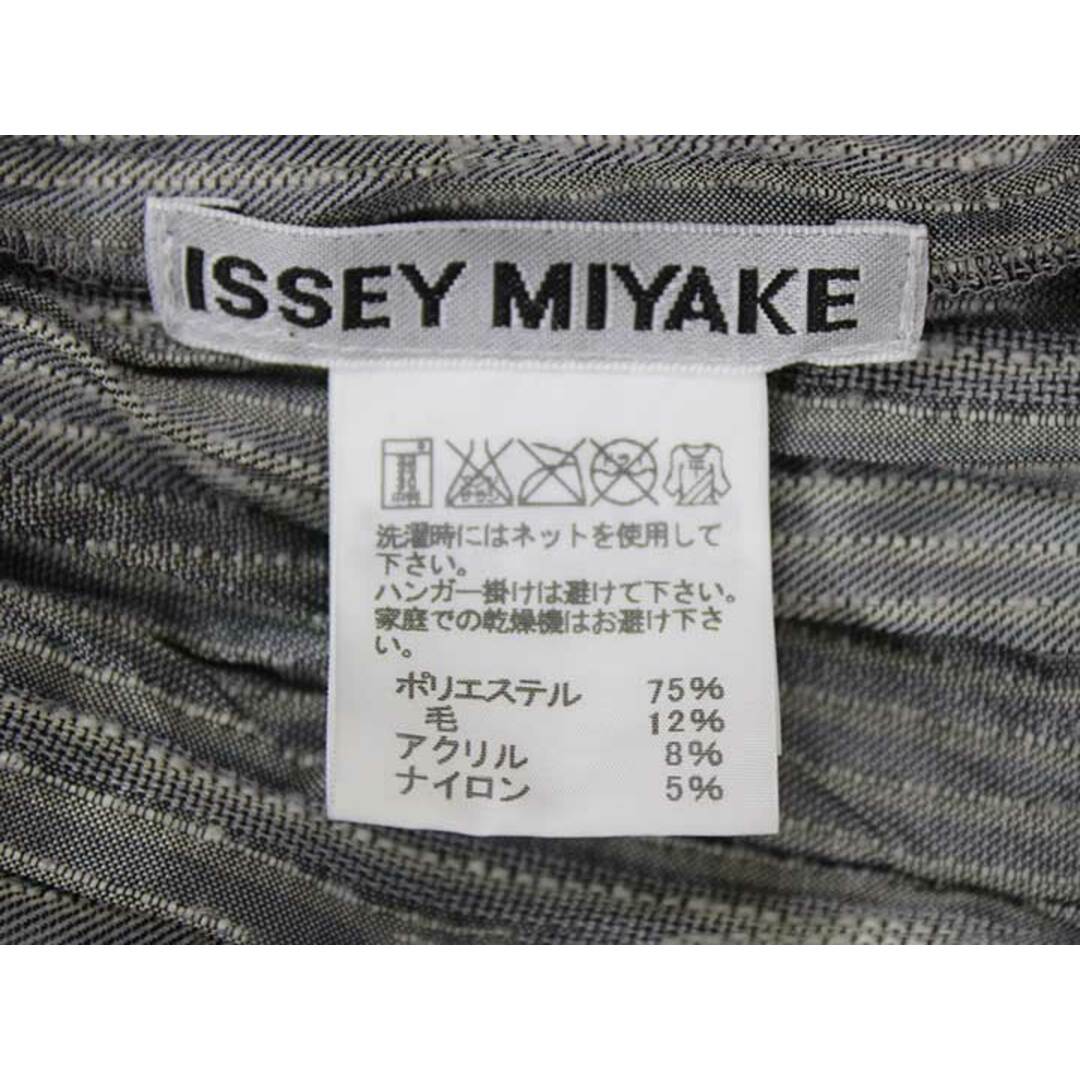 ISSEY MIYAKE
洗濯時にはネットを使用して
下さい。
ハンガー掛けは避けて下さい。
家庭での乾燥機はお避け下さ
い。
ポリエステル 75%
毛 12%
アクリル 8%
ナイロン 5%